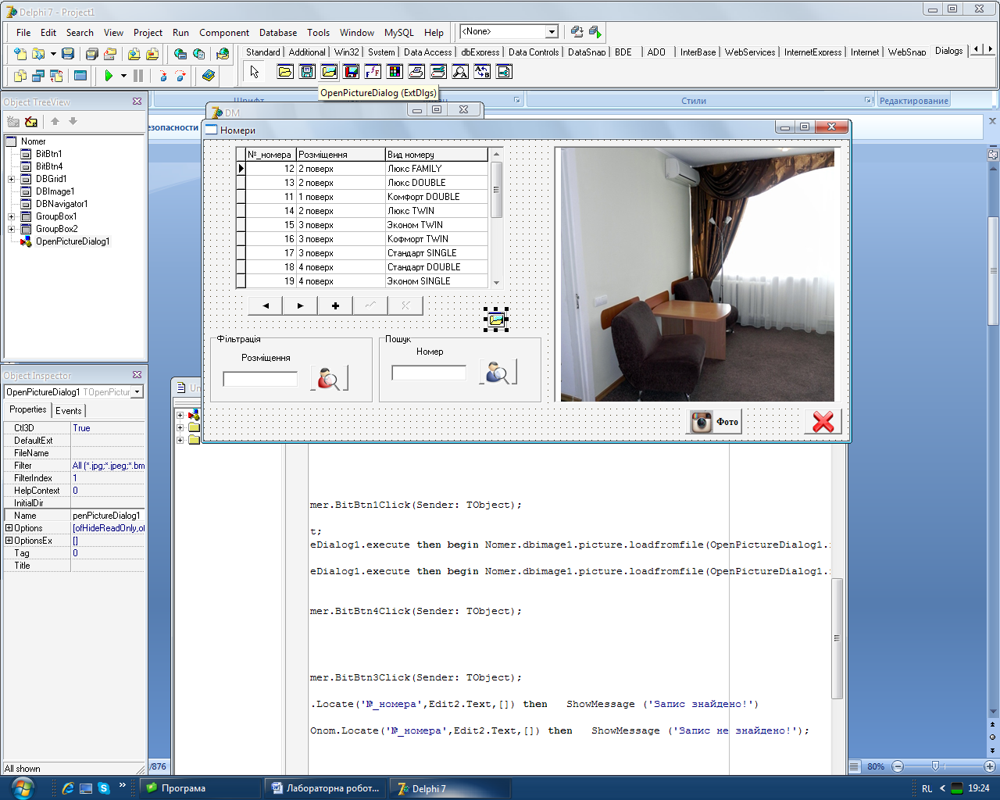 Delphi 7 - Project1
File Edit Search View Project Run Component Database Tools Window MySQL Help
<None>
Standard Additional Win32 System Data Access dbExpress Data Controls DataSnap BDE ADO InterBase WebServices InternetExpress Internet WebSnap Dialogs
OpenPictureDialog (ExtDlgs)
Object TreeView
Шрифт
Стили
Редактирование
DM
езопасности
Номери
Nomer
BitBtn1
BitBtn4
DBGrid1
DBImage1
DBNavigator1
GroupBox1
GroupBox2
OpenPictureDialog1
№_номера Розміщення Вид номеру
12 2 поверх Люкс FAMILY
13 2 поверх Люкс DOUBLE
11 1 поверх Комфорт DOUBLE
14 2 поверх Люкс TWIN
15 3 поверх Эконом TWIN
16 3 поверх Кофморт TWIN
17 3 поверх Стандарт SINGLE
18 4 поверх Стандарт DOUBLE
19 4 поверх Эконом SINGLE
Фільтрація
Розміщення
Пошук
Номер
Фото
Object Inspector
OpenPictureDialog1 TOpenPictur
Properties Events
Ctl3D True
DefaultExt
FileName
Filter All (*.jpg;*.jpeg;*.bm
FilterIndex 1
HelpContext 0
InitialDir
Name penPictureDialog1
Options [ofHideReadOnly,of
OptionsEx []
Tag 0
Title
All shown
Un
mer.BitBtn1Click(Sender: TObject);
t;
eDialog1.execute then begin Nomer.dbimage1.picture.loadfromfile(OpenPictureDialog1.
eDialog1.execute then begin Nomer.dbimage1.picture.loadfromfile(OpenPictureDialog1.
mer.BitBtn4Click(Sender: TObject);
mer.BitBtn3Click(Sender: TObject);
.Locate('№_номера',Edit2.Text,[]) then ShowMessage ('Запис знайдено!')
Onom.Locate('№_номера',Edit2.Text,[]) then ShowMessage ('Запис не знайдено!');
/876
80%
Програма
Лабораторна робот...
Delphi 7
RL
19:24